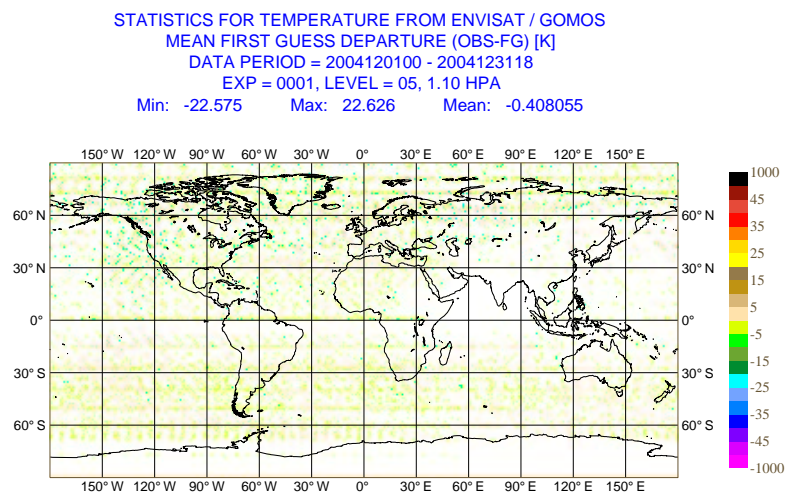 STATISTICS FOR TEMPERATURE FROM ENVISAT / GOMOS
MEAN FIRST GUESS DEPARTURE (OBS-FG) [K]
DATA PERIOD = 2004120100 - 2004123118
EXP = 0001, LEVEL = 05, 1.10 HPA
Min: -22.575 Max: 22.626 Mean: -0.408055
150° W 120° W 90° W 60° W 30° W 0° 30° E 60° E 90° E 120° E 150° E
60° N 60° N
30° N 30° N
0° 0°
30° S 30° S
60° S 60° S
150° W 120° W 90° W 60° W 30° W 0° 30° E 60° E 90° E 120° E 150° E
1000
45
35
25
15
5
-5
-15
-25
-35
-45
-1000